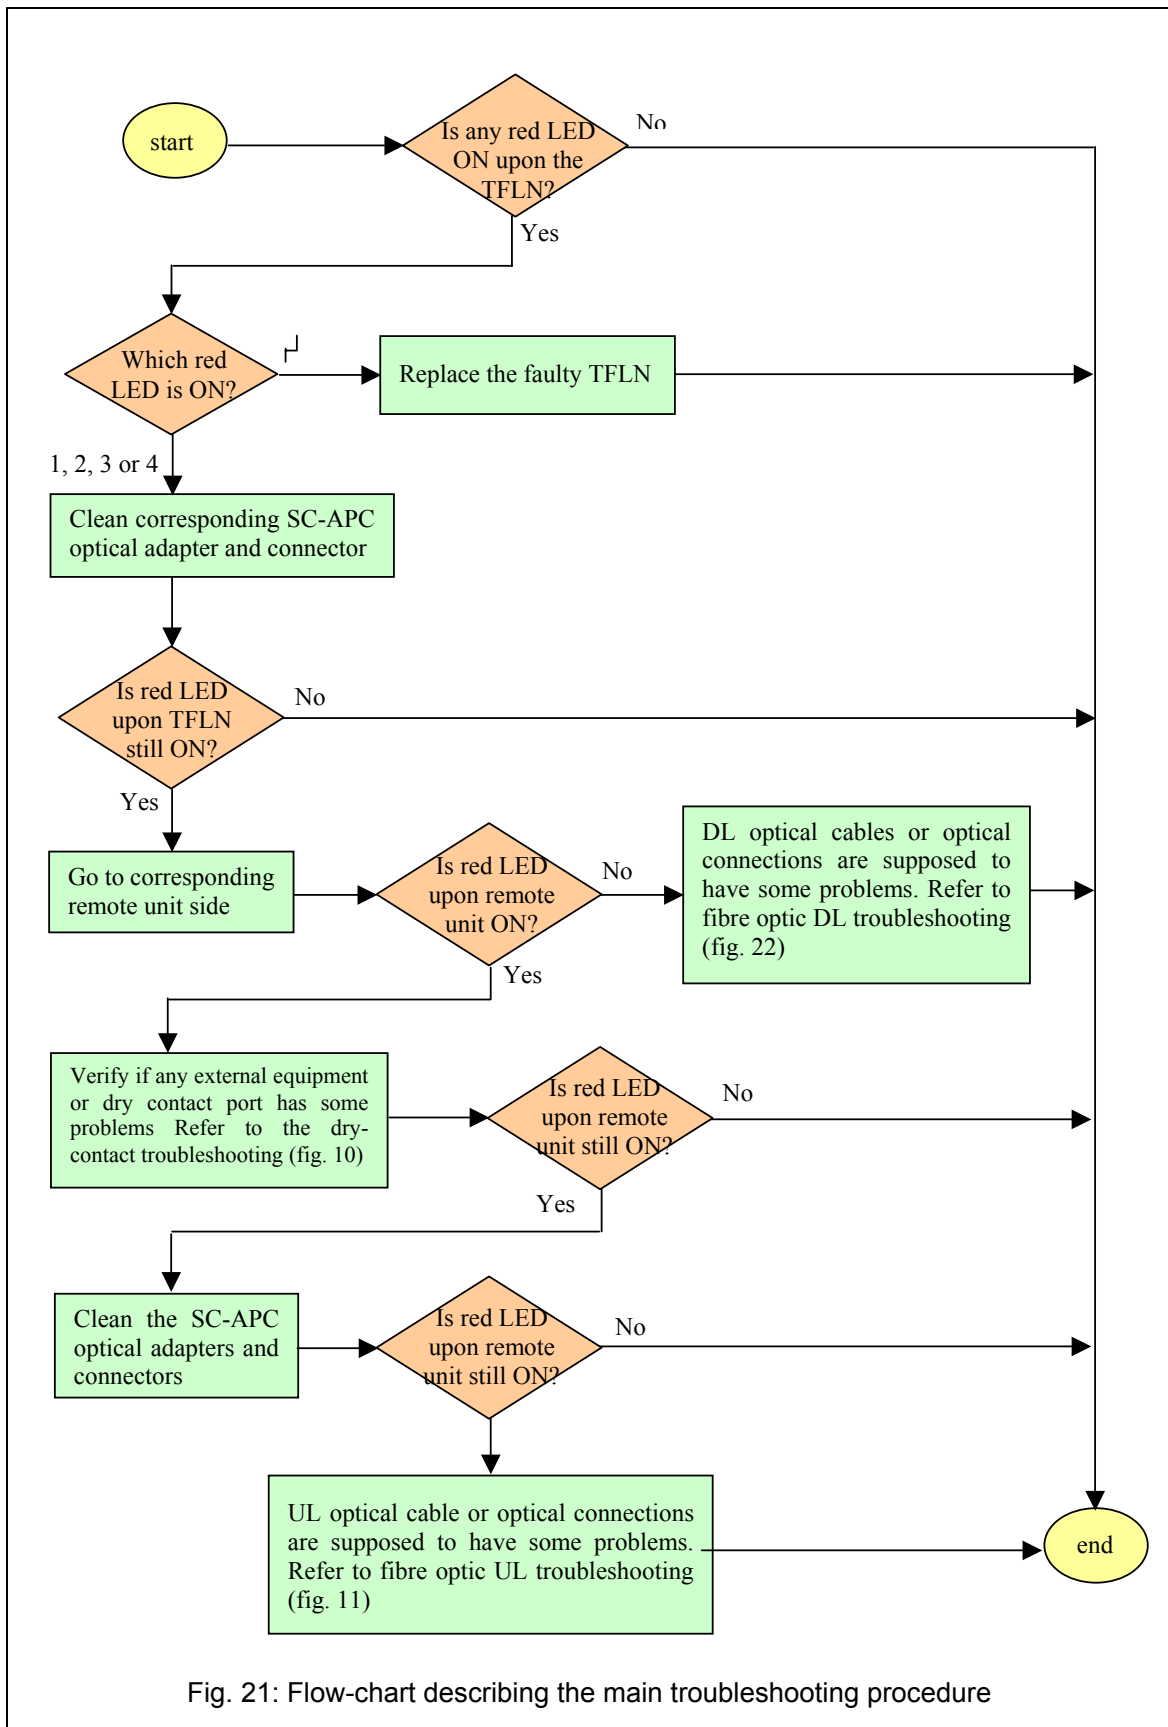 start
Is any red LED
ON upon the
TFLN?
No
Yes
Which red
LED is ON?
Replace the faulty TFLN
1, 2, 3 or 4
Clean corresponding SC-APC
optical adapter and connector
Is red LED
upon TFLN
still ON?
No
Yes
Go to corresponding
remote unit side
Is red LED
upon remote
unit ON?
No
DL optical cables or optical
connections are supposed to
have some problems. Refer to
fibre optic DL troubleshooting
(fig. 22)
Yes
Verify if any external equipment
or dry contact port has some
problems Refer to the dry-
contact troubleshooting (fig. 10)
Is red LED
upon remote
unit still ON?
No
Yes
Clean the SC-APC
optical adapters and
connectors
Is red LED
upon remote
unit still ON?
No
UL optical cable or optical connections
are supposed to have some problems.
Refer to fibre optic UL troubleshooting
(fig. 11)
end
Fig. 21: Flow-chart describing the main troubleshooting procedure